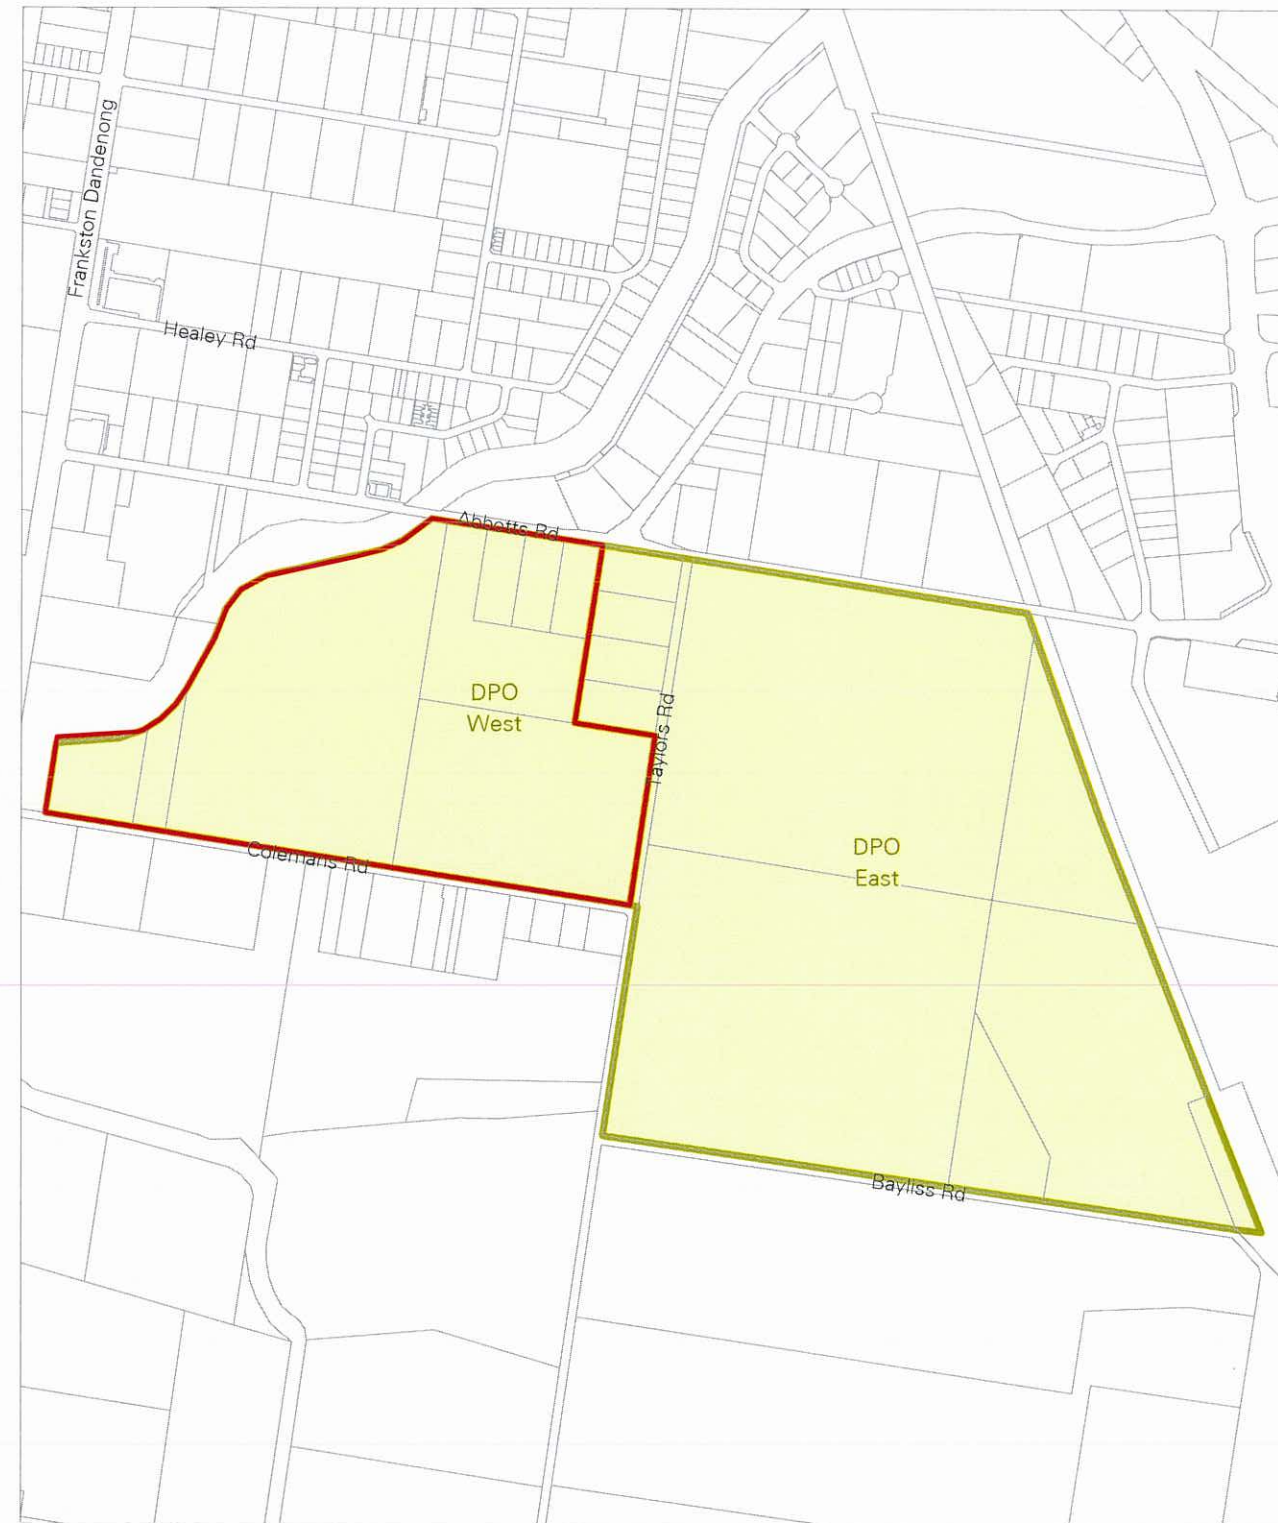 Frankston Dandenong
Healey Rd
Abbotts Rd
DPO
West
Taylors Rd
DPO
East
Colemans Rd
Bayliss Rd